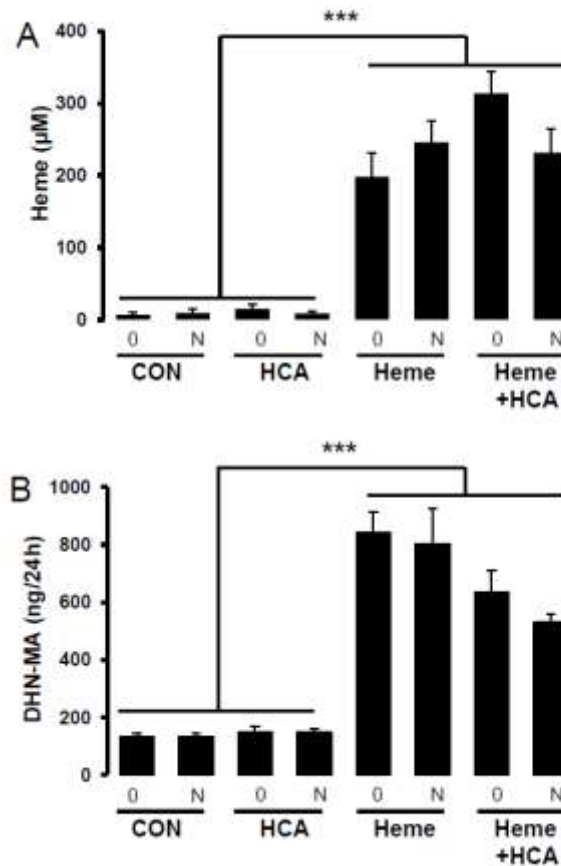 A
***
400
300
200
100
0
Heme (µM)
0 N 0 N 0 N 0 N
CON HCA Heme Heme
+HCA
B
***
1000
800
600
400
200
0
DHN-MA (ng/24h)
0 N 0 N 0 N 0 N
CON HCA Heme Heme
+HCA